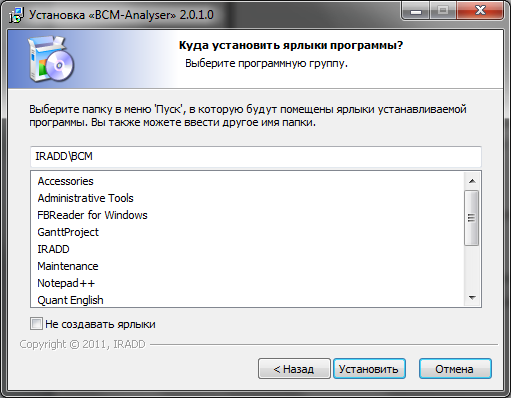 Установка «BCM-Analyser» 2.0.1.0
Куда установить ярлыки программы?
Выберите программную группу.
Выберите папку в меню 'Пуск', в которую будут помещены ярлыки устанавливаемой
программы. Вы также можете ввести другое имя папки.
IRADD\BCM
Accessories
Administrative Tools
FBReader for Windows
GanttProject
IRADD
Maintenance
Notepad++
Quant English
Не создавать ярлыки
Copyright © 2011, IRADD
< Назад
Установить
Отмена